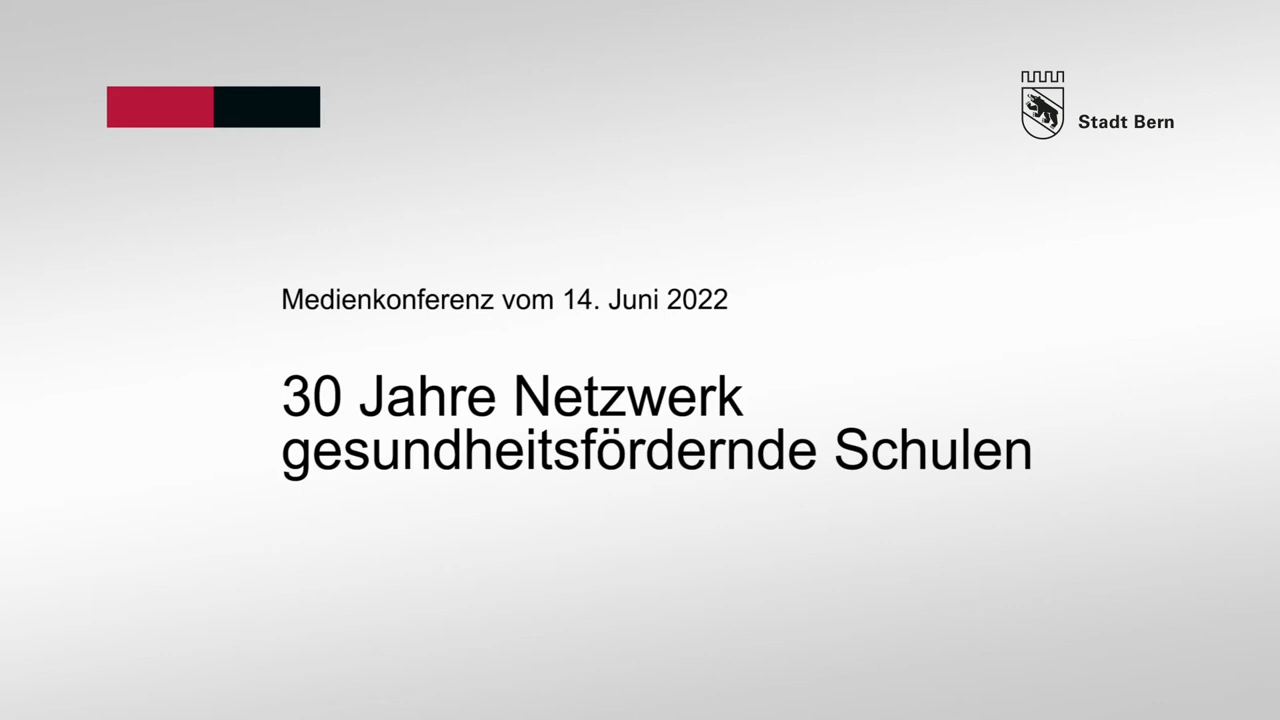 Stadt Bern
Medienkonferenz vom 14. Juni 2022
30 Jahre Netzwerk
gesundheitsfördernde Schulen